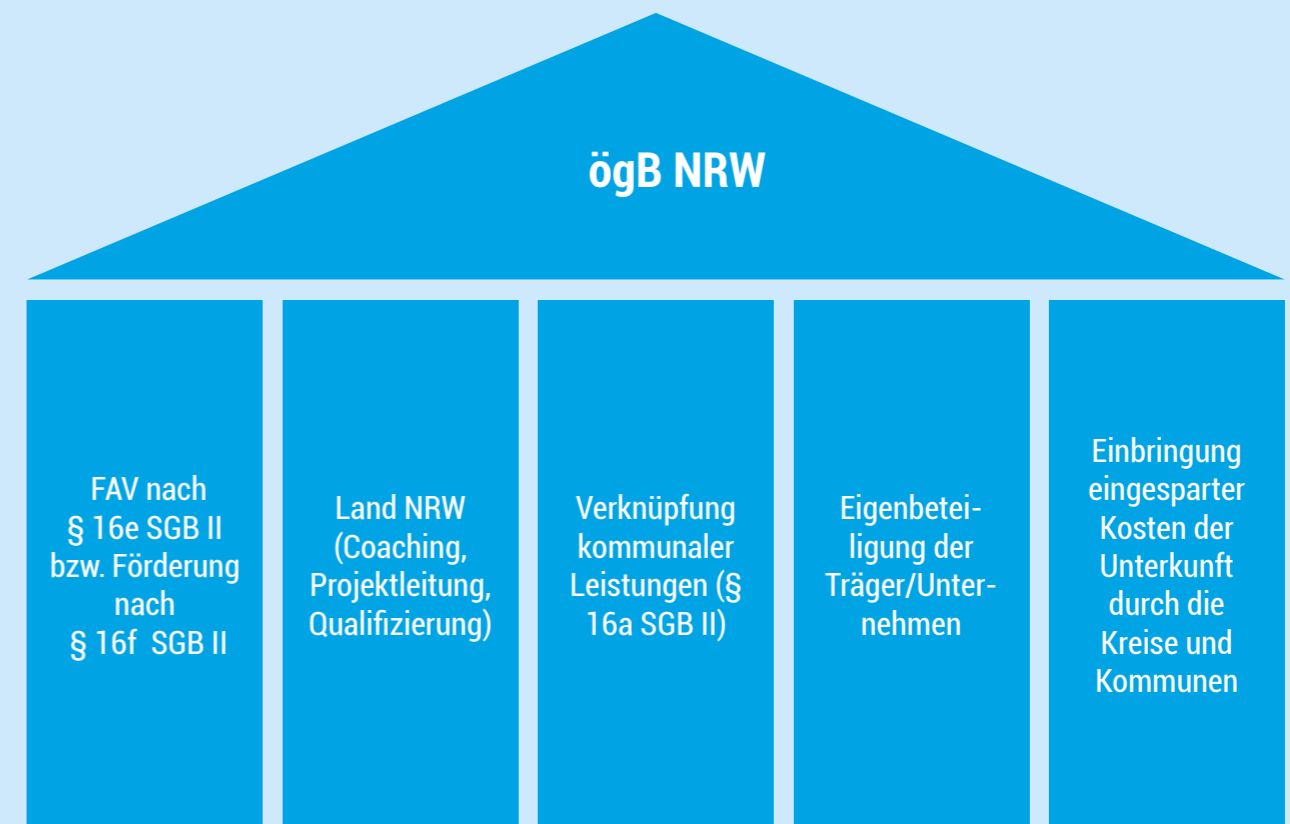 ögB NRW
FAV nach
§ 16e SGB II
bzw. Förderung
nach
§ 16f SGB II
Land NRW
(Coaching,
Projektleitung,
Qualifizierung)
Verknüpfung
kommunaler
Leistungen (§
16a SGB II)
Eigenbetei-
ligung der
Träger/Unter-
nehmen
Einbringung
eingesparter
Kosten der
Unterkunft
durch die
Kreise und
Kommunen